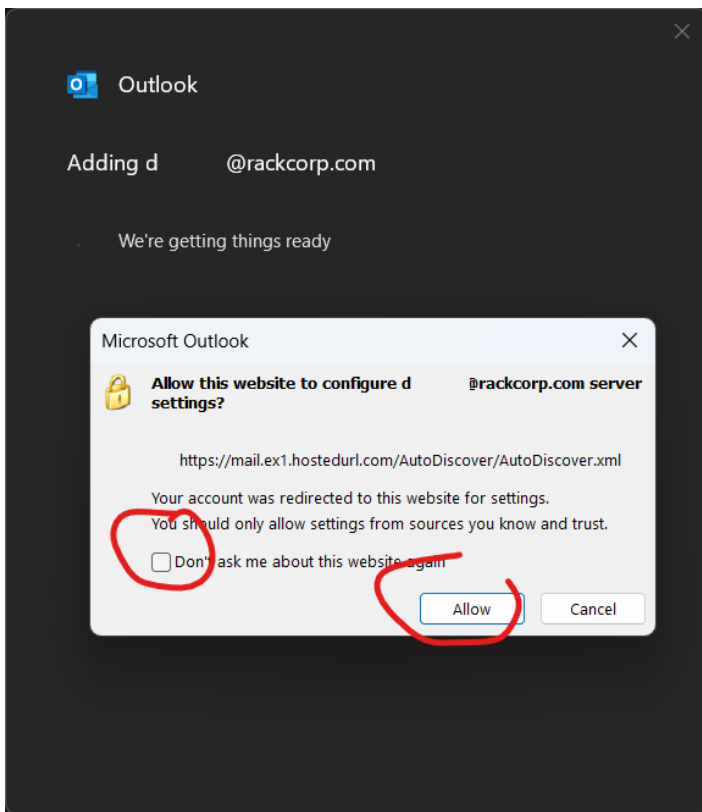 Outlook
Adding d @rackcorp.com
We're getting things ready
Microsoft Outlook
Allow this website to configure d @rackcorp.com server
settings?
https://mail.ex1.hostedurl.com/AutoDiscover/AutoDiscover.xml
Your account was redirected to this website for settings.
You should only allow settings from sources you know and trust.
Don't ask me about this website again
Allow Cancel